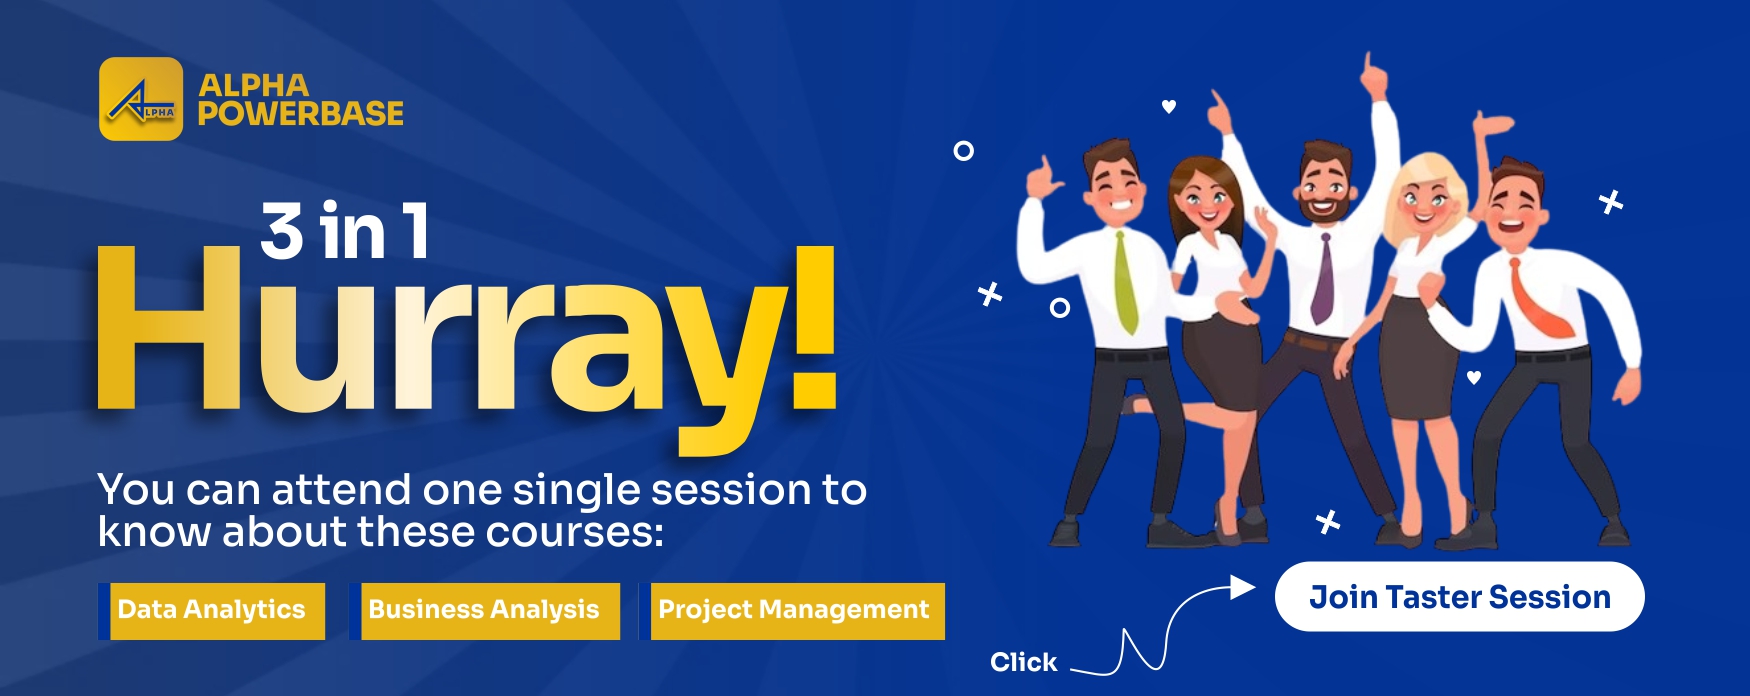 ALPHA
ALPHA
POWERBASE
3 in 1
Hurray!
You can attend one single session to
know about these courses:
Data Analytics
Business Analysis
Project Management
Join Taster Session
Click